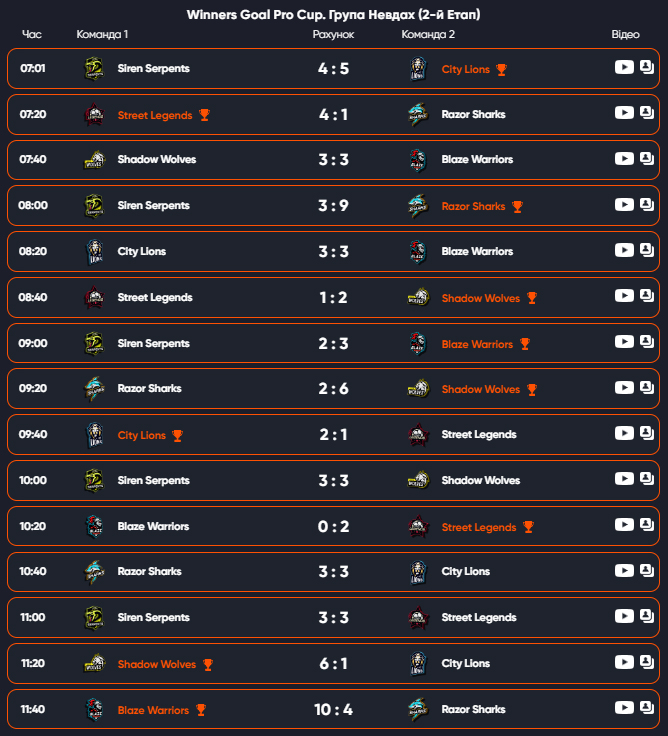 Winners Goal Pro Cup. Група Невдах (2-й Етап)
Час Команда 1 Рахунок Команда 2 Відео
07:01 Siren Serpents 4 : 5 City Lions
07:20 Street Legends 4 : 1 Razor Sharks
07:40 Shadow Wolves 3 : 3 Blaze Warriors
08:00 Siren Serpents 3 : 9 Razor Sharks
08:20 City Lions 3 : 3 Blaze Warriors
08:40 Street Legends 1 : 2 Shadow Wolves
09:00 Siren Serpents 2 : 3 Blaze Warriors
09:20 Razor Sharks 2 : 6 Shadow Wolves
09:40 City Lions 2 : 1 Street Legends
10:00 Siren Serpents 3 : 3 Shadow Wolves
10:20 Blaze Warriors 0 : 2 Street Legends
10:40 Razor Sharks 3 : 3 City Lions
11:00 Siren Serpents 3 : 3 Street Legends
11:20 Shadow Wolves 6 : 1 City Lions
11:40 Blaze Warriors 10 : 4 Razor Sharks